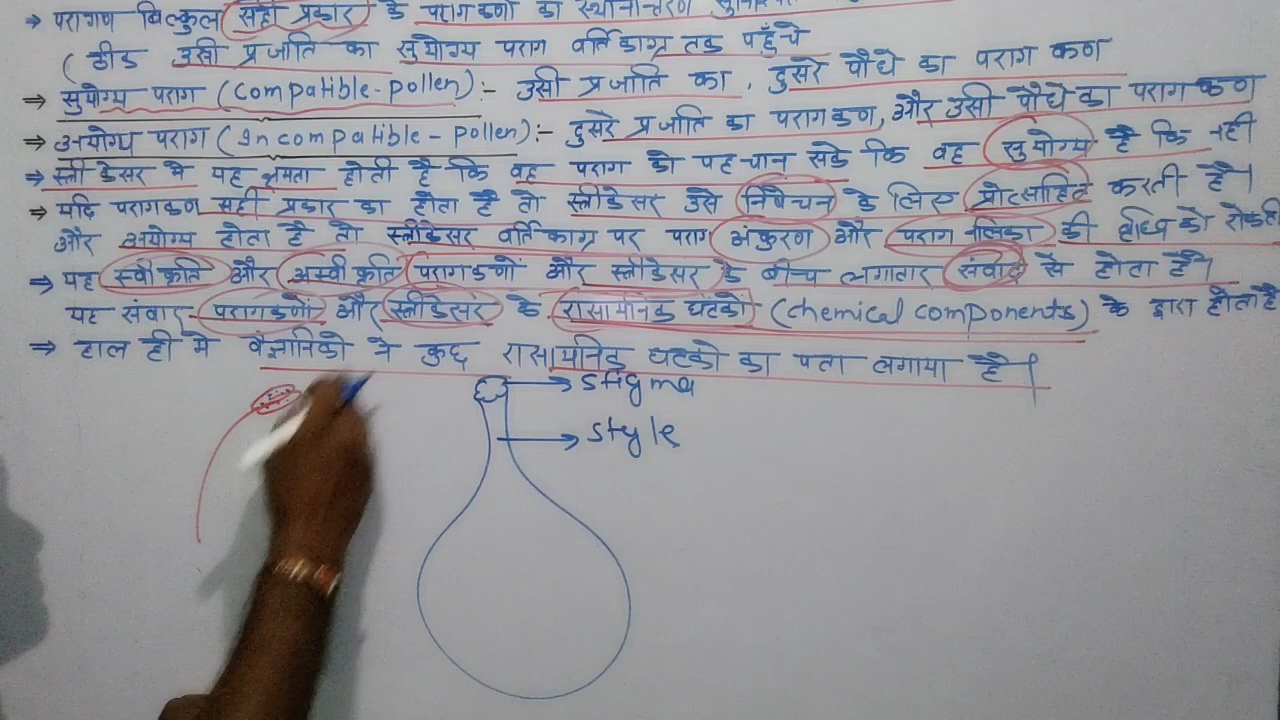 → परागण बिल्कुल सही प्रकार के परागकणों का स्थानांतरण
( ठीक उसी प्रजाति का सुयोग्य पराग वर्तिकाग्र तक पहुँचे
⇒ सुयोग्य पराग (compatible-pollen):- उसी प्रजाति का, दुसरे पौधे का पराग कण
→ अयोग्य पराग (Incompatible-pollen):- दुसरे प्रजाति का परागकण, और उसी पौधे का पराग कण
⇒ स्त्रीकेसर मे यह क्षमता होती है कि वह पराग को पहचान सके कि वह सुयोग्य है कि नही
⇒ यदि परागकण सही प्रकार का होता है तो स्त्रीकेसर उसे निषेचन के लिए प्रोत्साहित करती है।
और अयोग्य होता है तो स्त्रीकेसर वर्तिकाग्र पर पराग अंकुरण और पराग नलिका की वृध्दि को रोकती
⇒ यह स्वीकृति और अस्वीकृति परागकणों और स्त्रीकेसर के बीच लगातार संवाद से होता है।
यह संवाद परागकणों और स्त्रीकेसर के रासायनिक घटकों (chemical components) के द्वारा होता है
⇒ हाल ही मे वैज्ञानिको ने कुछ रासायनिक घटको का पता लगाया है।
stigma
style